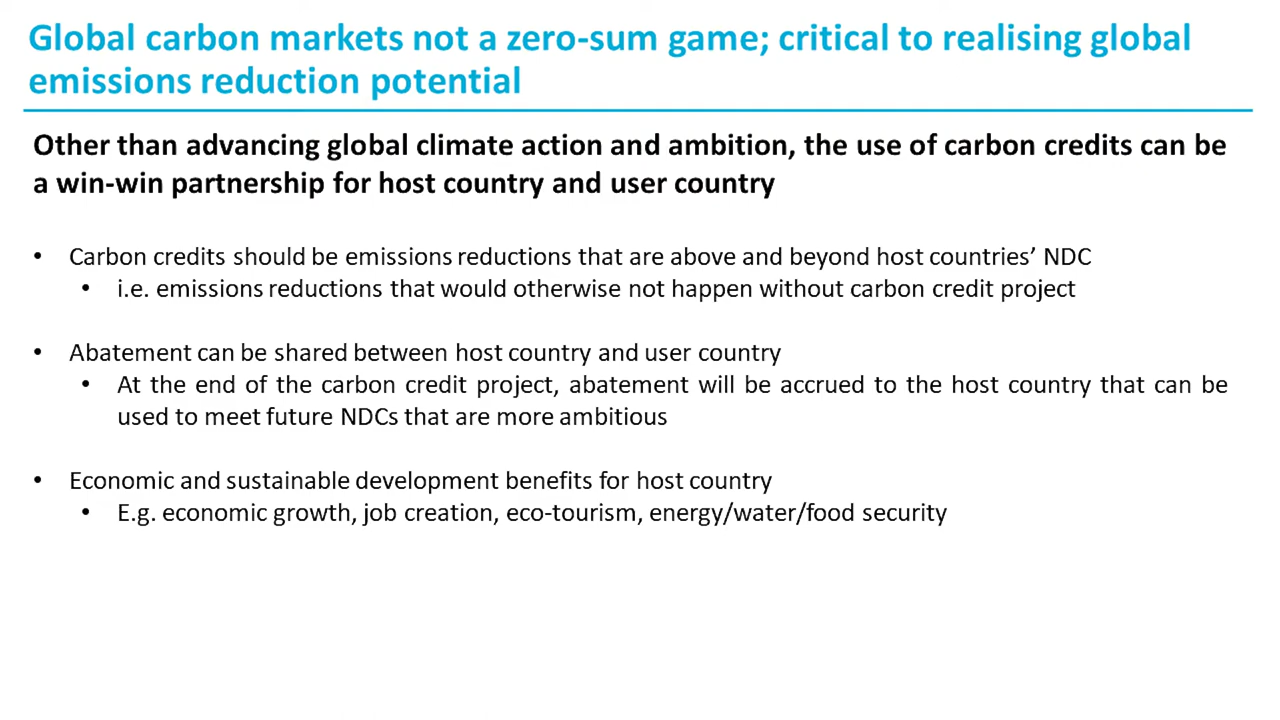 Global carbon markets not a zero-sum game; critical to realising global
emissions reduction potential
Other than advancing global climate action and ambition, the use of carbon credits can be
a win-win partnership for host country and user country
• Carbon credits should be emissions reductions that are above and beyond host countries’ NDC
• i.e. emissions reductions that would otherwise not happen without carbon credit project
• Abatement can be shared between host country and user country
• At the end of the carbon credit project, abatement will be accrued to the host country that can be
used to meet future NDCs that are more ambitious
• Economic and sustainable development benefits for host country
• E.g. economic growth, job creation, eco-tourism, energy/water/food security